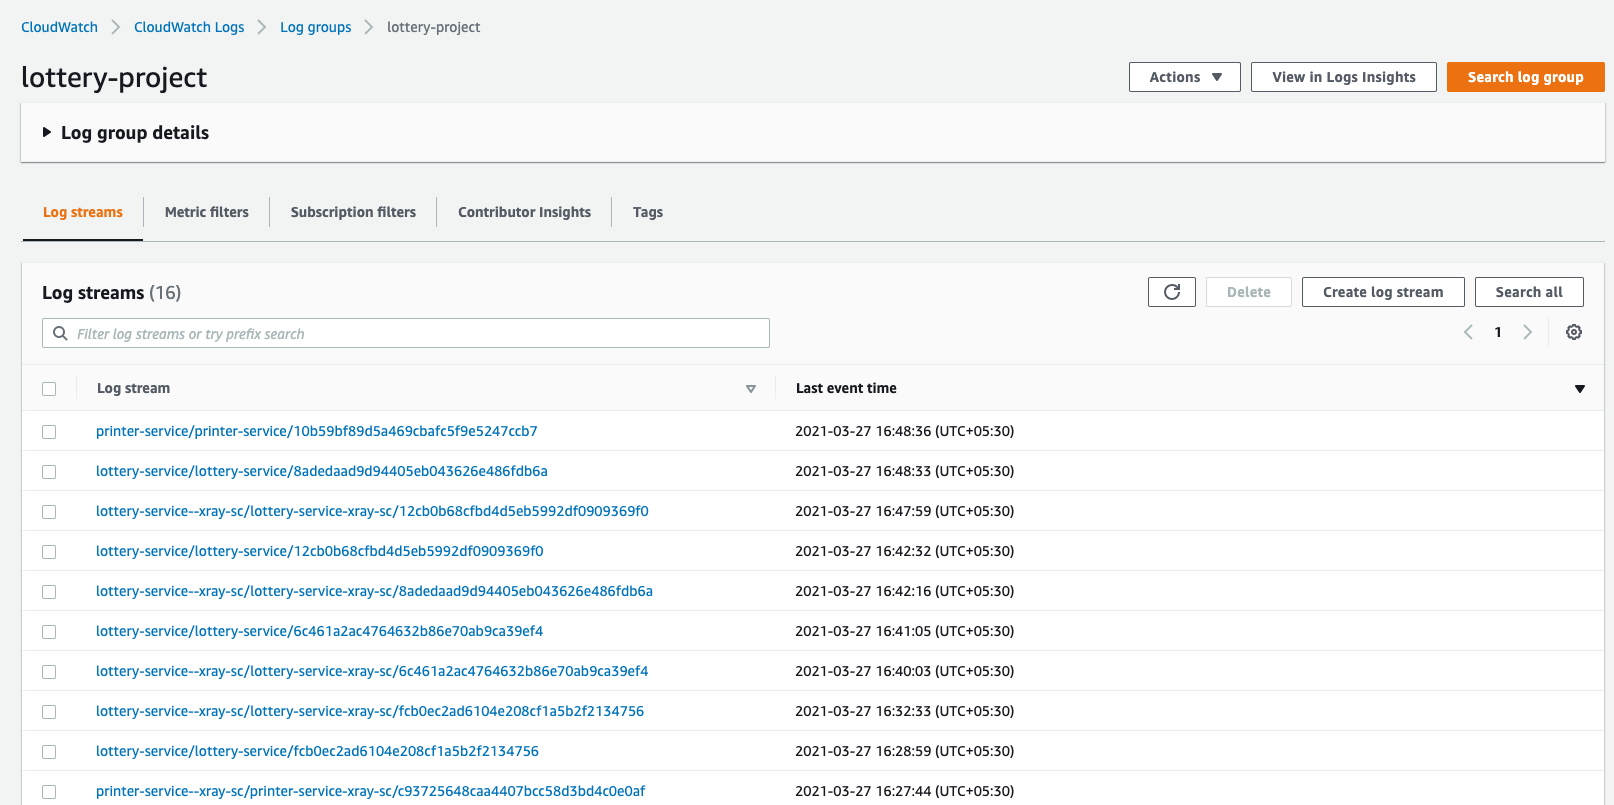 CloudWatch CloudWatch Logs Log groups lottery-project
lottery-project
Actions View in Logs Insights Search log group
Log group details
Log streams Metric filters Subscription filters Contributor Insights Tags
Log streams (16)
Delete Create log stream Search all
Filter log streams or try prefix search
1
Log stream Last event time
printer-service/printer-service/10b59bf89d5a469cbafc5f9e5247ccb7 2021-03-27 16:48:36 (UTC+05:30)
lottery-service/lottery-service/8adedaad9d94405eb043626e486fdb6a 2021-03-27 16:48:33 (UTC+05:30)
lottery-service--xray-sc/lottery-service-xray-sc/12cb0b68cfbd4d5eb5992df0909369f0 2021-03-27 16:47:59 (UTC+05:30)
lottery-service/lottery-service/12cb0b68cfbd4d5eb5992df0909369f0 2021-03-27 16:42:32 (UTC+05:30)
lottery-service--xray-sc/lottery-service-xray-sc/8adedaad9d94405eb043626e486fdb6a 2021-03-27 16:42:16 (UTC+05:30)
lottery-service/lottery-service/6c461a2ac4764632b86e70ab9ca39ef4 2021-03-27 16:41:05 (UTC+05:30)
lottery-service--xray-sc/lottery-service-xray-sc/6c461a2ac4764632b86e70ab9ca39ef4 2021-03-27 16:40:03 (UTC+05:30)
lottery-service--xray-sc/lottery-service-xray-sc/fcb0ec2ad6104e208cf1a5b2f2134756 2021-03-27 16:32:33 (UTC+05:30)
lottery-service/lottery-service/fcb0ec2ad6104e208cf1a5b2f2134756 2021-03-27 16:28:59 (UTC+05:30)
printer-service--xray-sc/printer-service-xray-sc/c93725648caa4407bcc58d3bd4c0e0af 2021-03-27 16:27:44 (UTC+05:30)